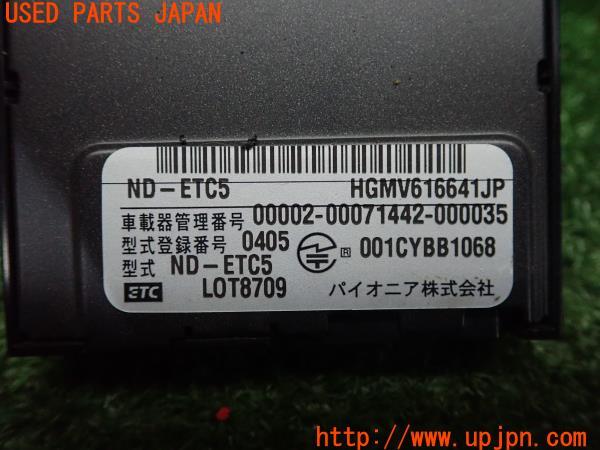 USED PARTS JAPAN
ND-ETC5 HGMV616641JP
車載器管理番号 00002-00071442-000035
型式登録番号 0405 R 001CYBB1068
型式 ND-ETC5
ETC LOT8709 パイオニア株式会社
http://www.upjpn.com/